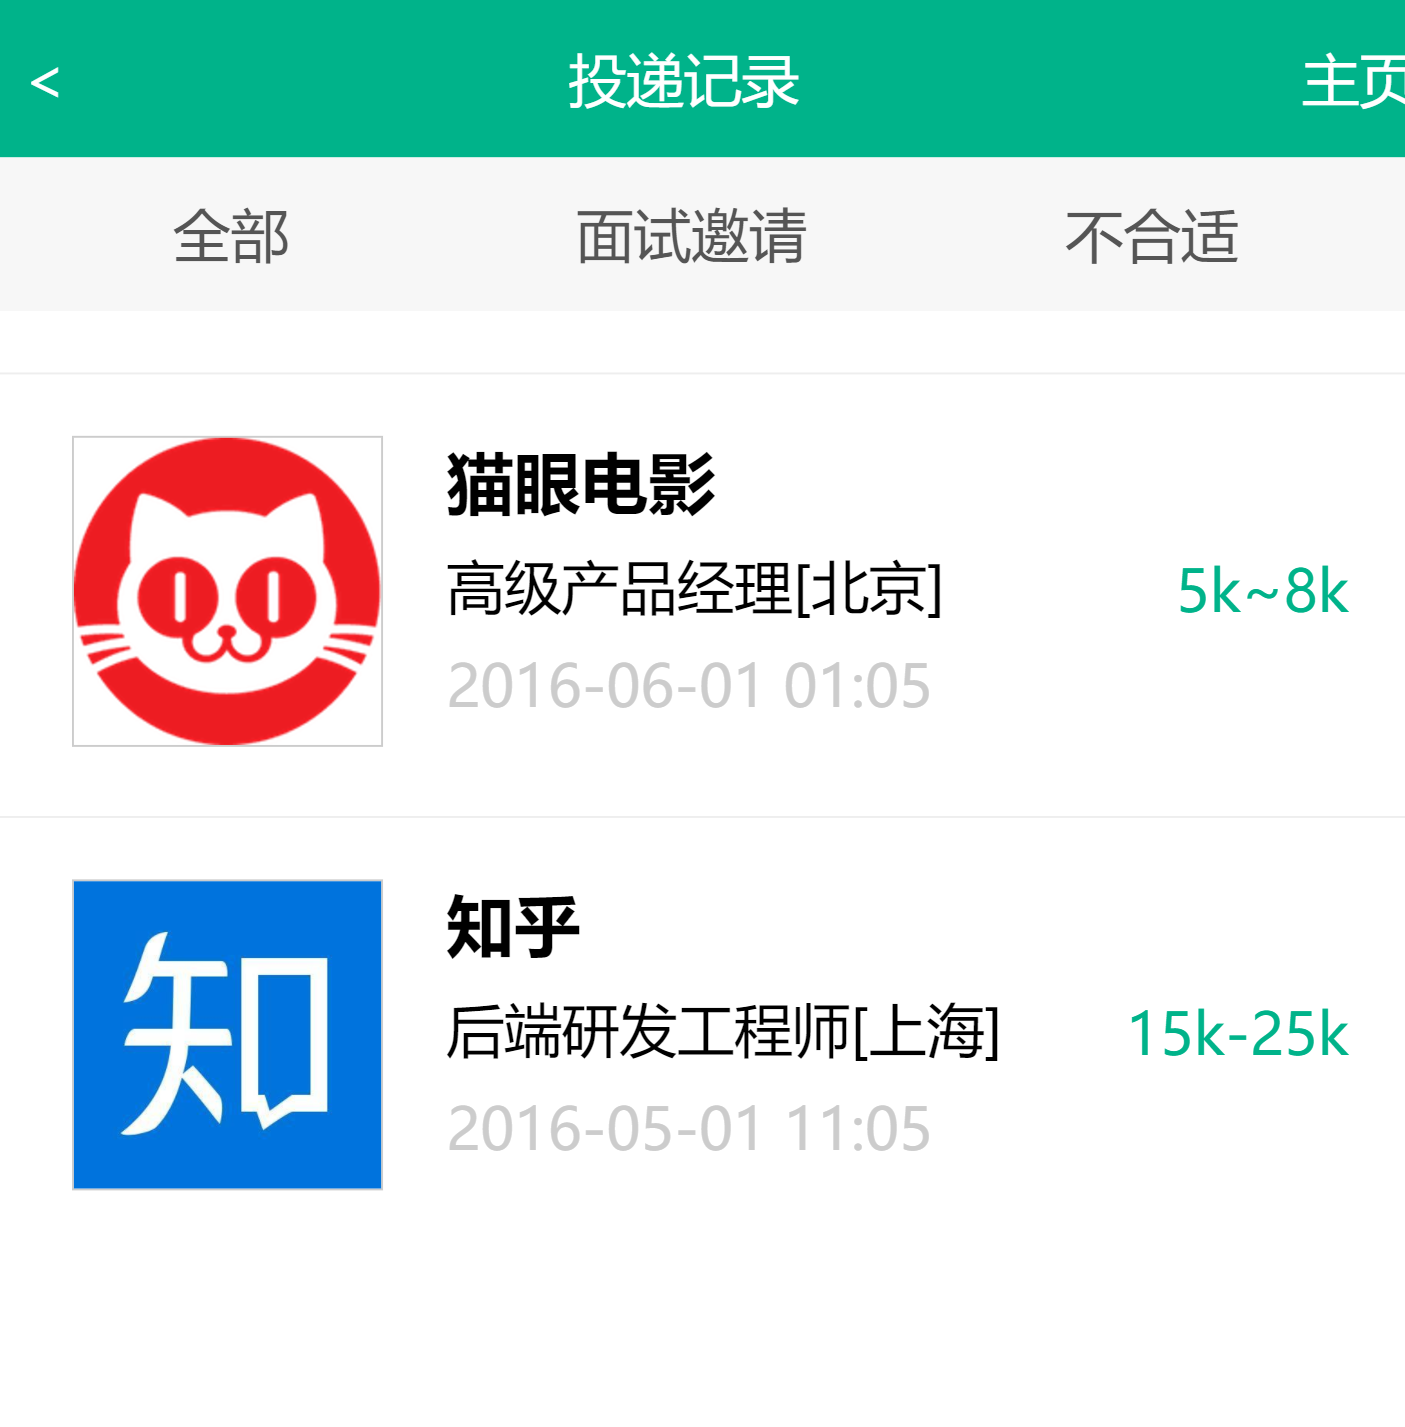 < 投递记录 主页
全部 面试邀请 不合适
猫眼电影
高级产品经理[北京] 5k~8k
2016-06-01 01:05
知
知乎
后端研发工程师[上海] 15k-25k
2016-05-01 11:05